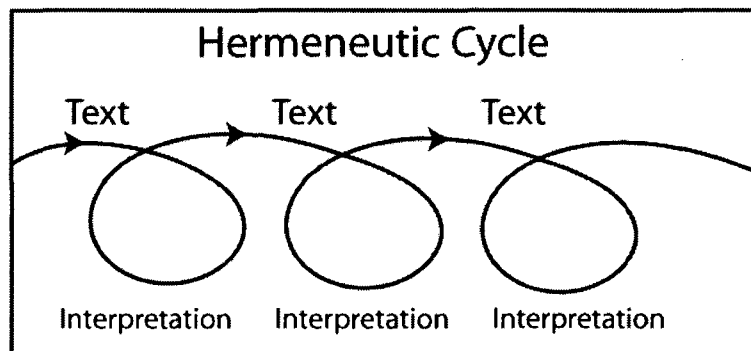 Hermeneutic Cycle
Text Text Text
Interpretation Interpretation Interpretation